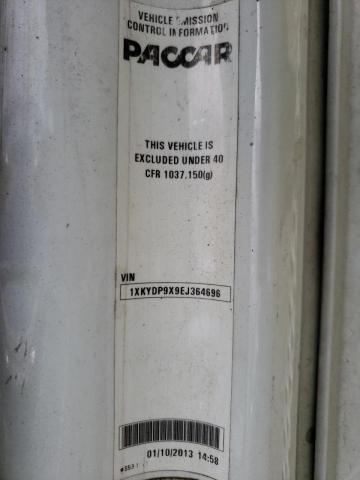 VEHICLE EMISSION
CONTROL INFORMATION
PACCAR
THIS VEHICLE IS
EXCLUDED UNDER 40
CFR 1037.150(g)
VIN
1XKYDP9X9EJ364696
01/10/2013 14:58